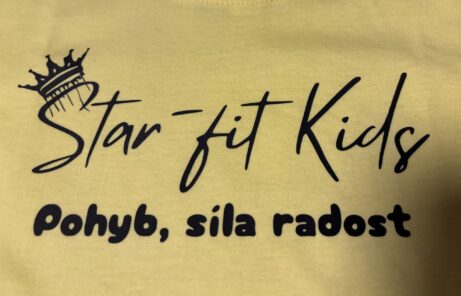 Star-fit Kids
Pohyb, síla radost